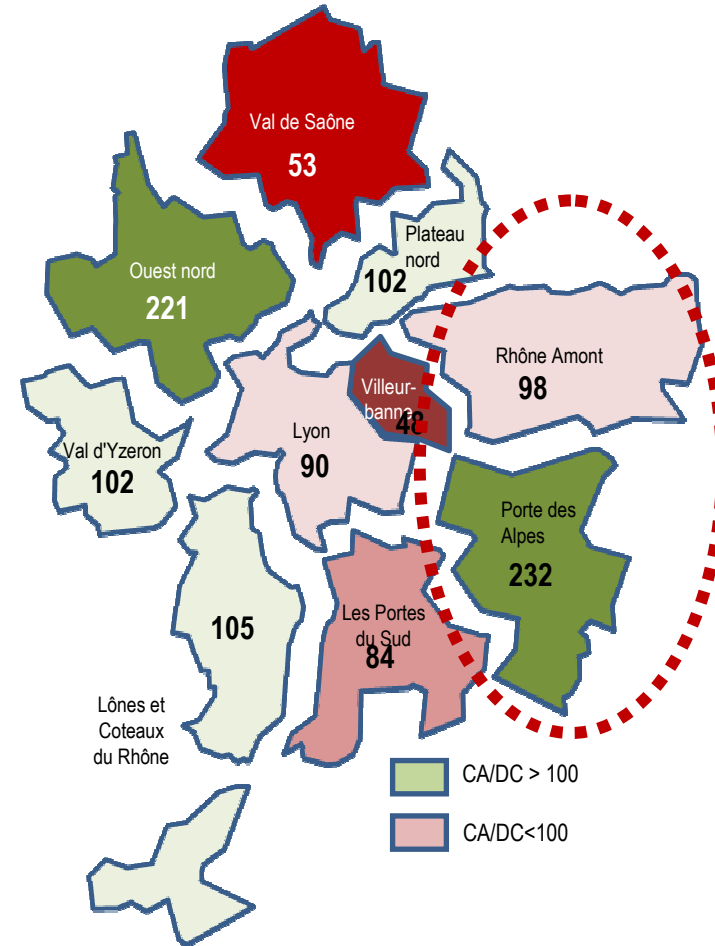 Val de Saône
53
Plateau
nord
102
Ouest nord
221
Rhône Amont
98
Villeur-
banne
48
Lyon
90
Val d'Yzeron
102
Porte des
Alpes
232
105
Les Portes
du Sud
84
Lônes et
Coteaux
du Rhône
CA/DC > 100
CA/DC<100